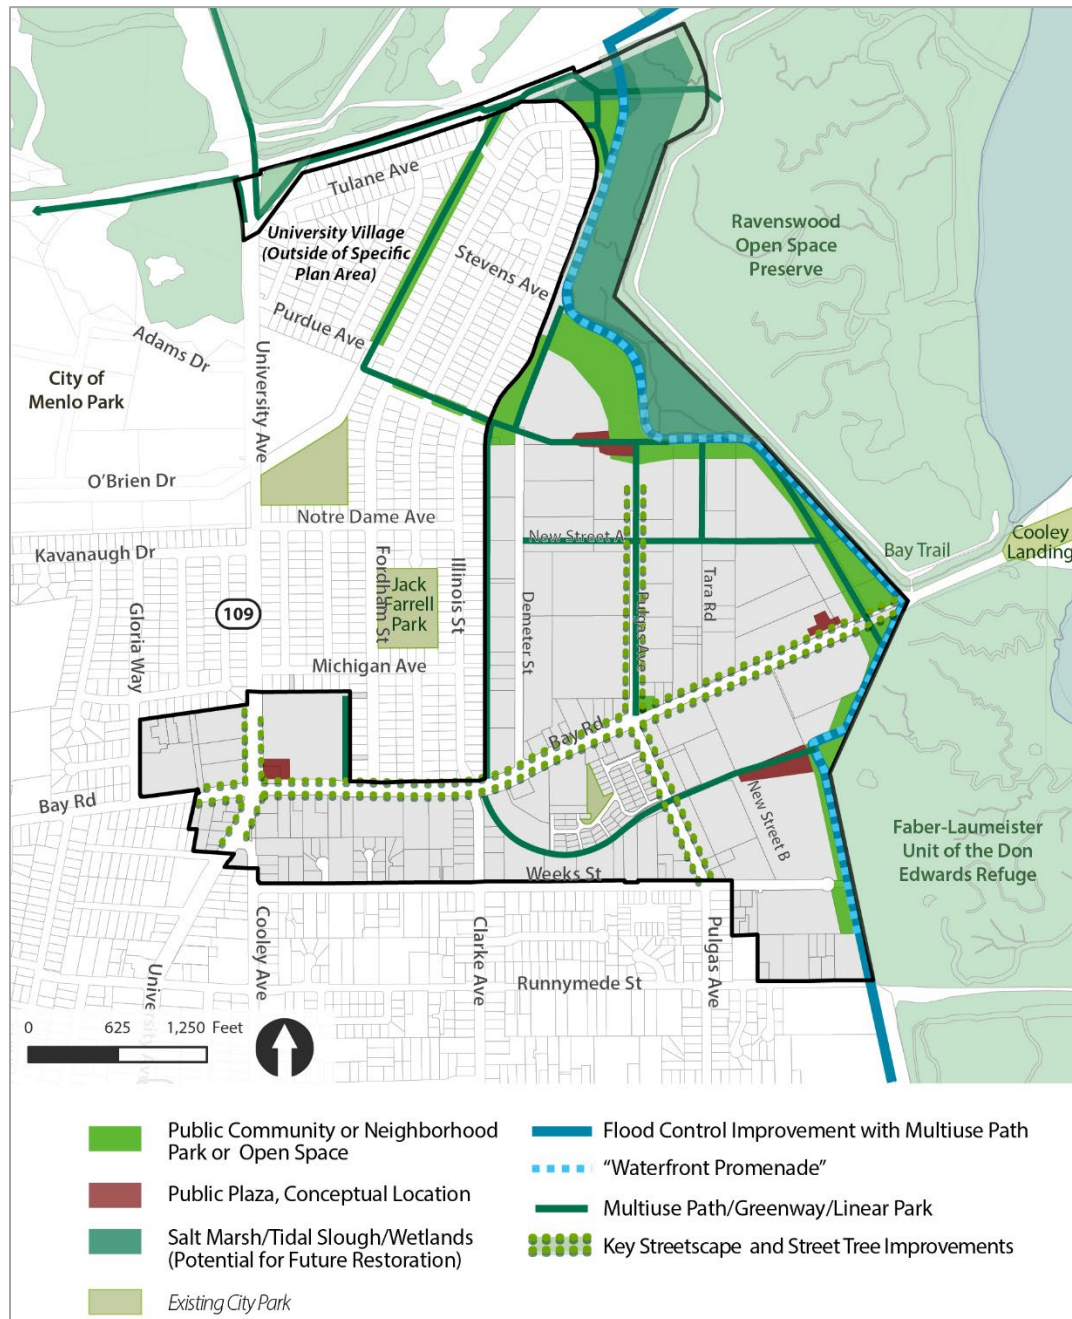 Tulane Ave
University Village
(Outside of Specific
Plan Area)
Stevens Ave
Purdue Ave
Ravenswood
Open Space
Preserve
Adams Dr
City of
Menlo Park
University Ave
O'Brien Dr
Notre Dame Ave
Kavanaugh Dr
Fordham St
Illinois St
Jack
Farrell
Park
Gloria Way
109
Michigan Ave
New Street A
Demeter St
Pulgas Ave
Tara Rd
Bay Trail
Cooley
Landing
Bay Rd
Bay Rd
New Street B
Weeks St
Faber-Laumeister
Unit of the Don
Edwards Refuge
University Ave
Cooley Ave
Clarke Ave
Pulgas Ave
Runnymede St
0 625 1,250 Feet
Public Community or Neighborhood
Park or Open Space
Public Plaza, Conceptual Location
Salt Marsh/Tidal Slough/Wetlands
(Potential for Future Restoration)
Existing City Park
Flood Control Improvement with Multiuse Path
“Waterfront Promenade”
Multiuse Path/Greenway/Linear Park
Key Streetscape and Street Tree Improvements